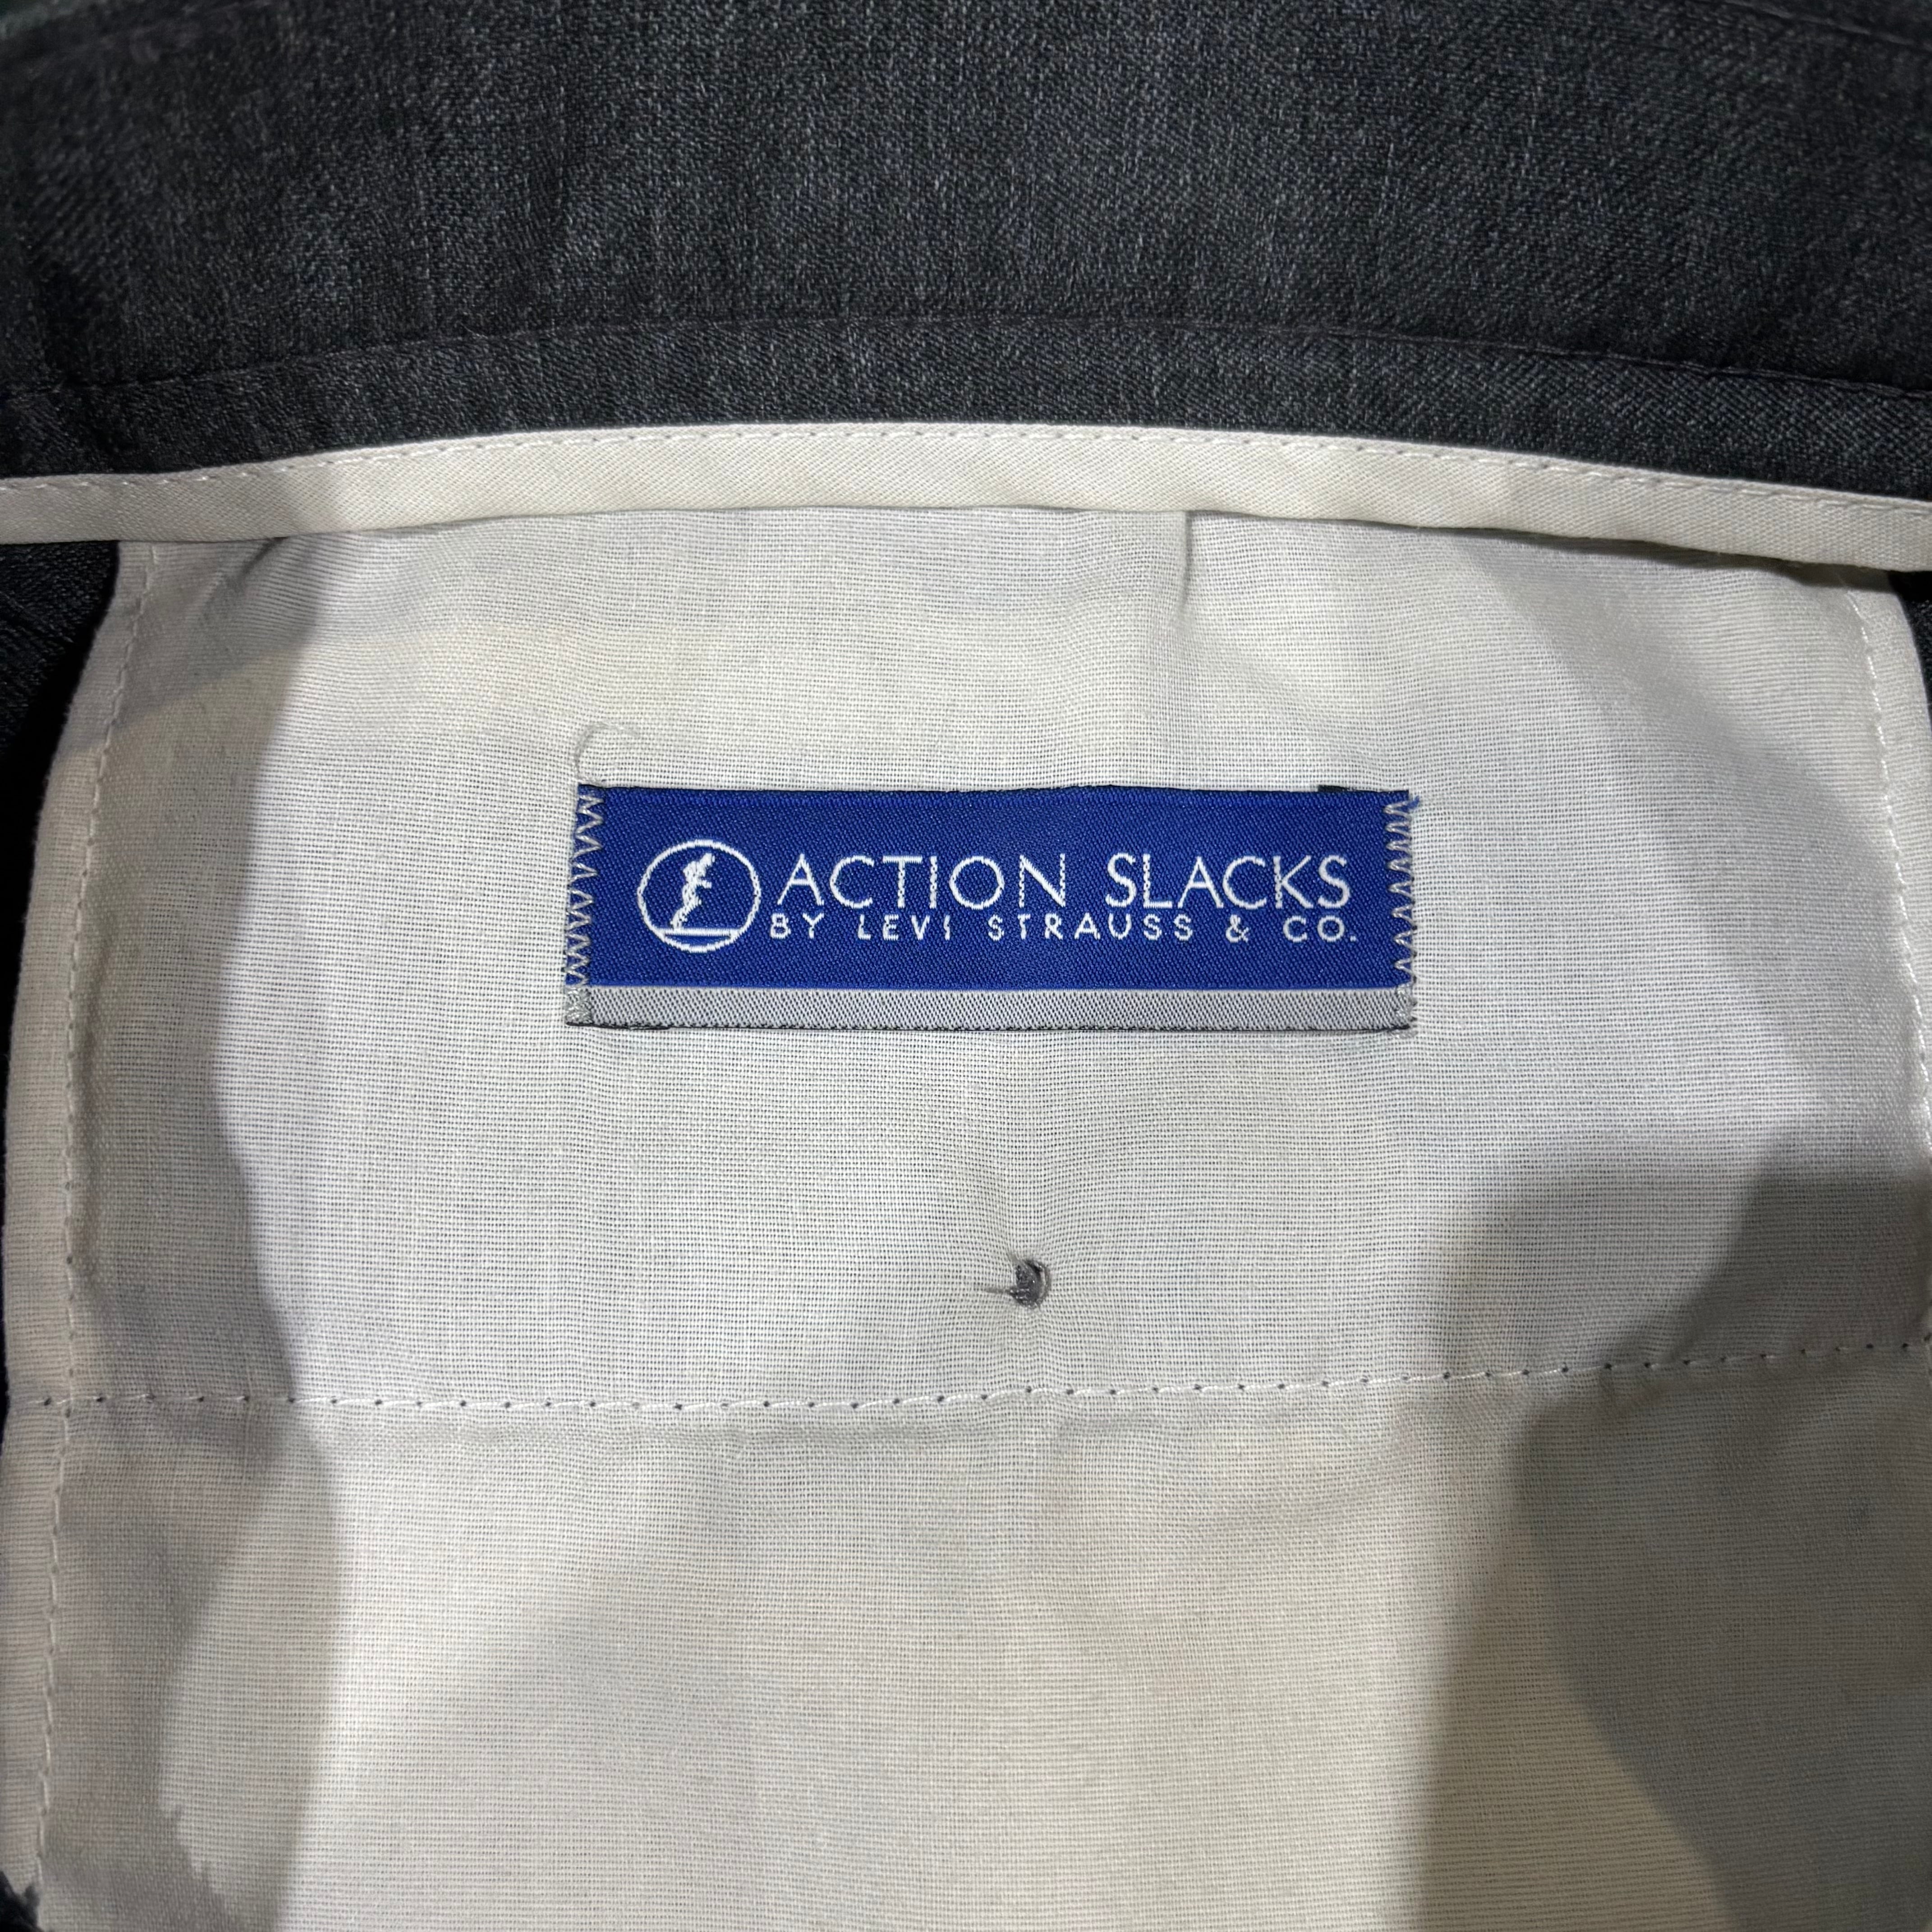 ACTION SLACKS
BY LEVI STRAUSS & CO.